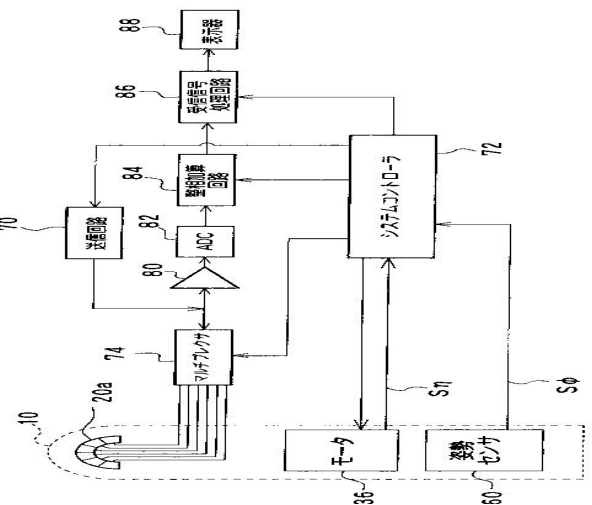 10
20a
74
マルチプレクサ
70
送信回路
80
82
ADC
84
整相加算
回路
86
受信信号
処理回路
88
表示器
72
システムコントローラ
Sη
Sφ
モータ
36
姿勢
センサ
60